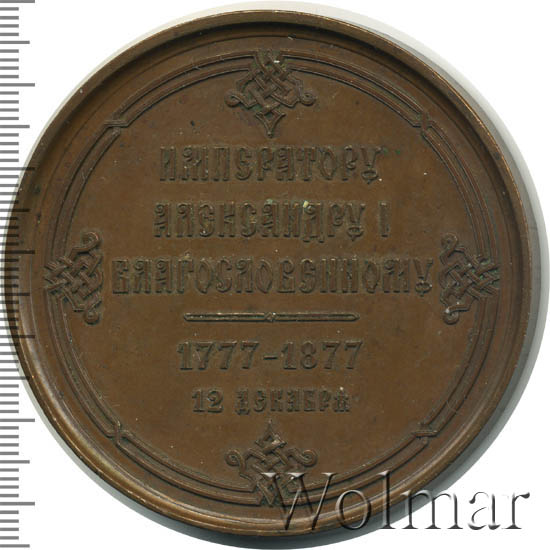 ИМПЕРАТОРУ
АЛЕКСАНДРУ I
БЛАГОСЛОВЕННОМУ
1777-1877
12 ДЕКАБРЯ
Wolmar